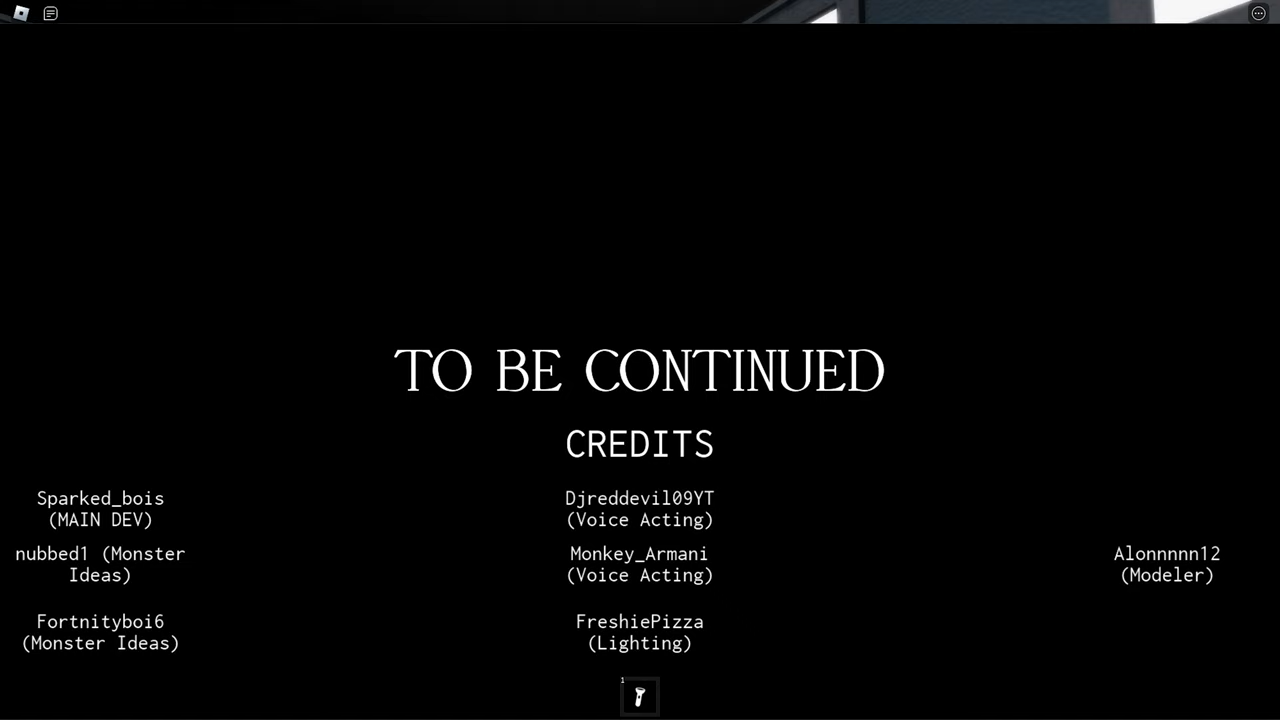 TO BE CONTINUED
CREDITS
Sparked_bois
(MAIN DEV)
Djreddevil09YT
(Voice Acting)
nubbed1 (Monster
Ideas)
Monkey_Armani
(Voice Acting)
Alonnnnn12
(Modeler)
Fortnityboi6
(Monster Ideas)
FreshiePizza
(Lighting)
1